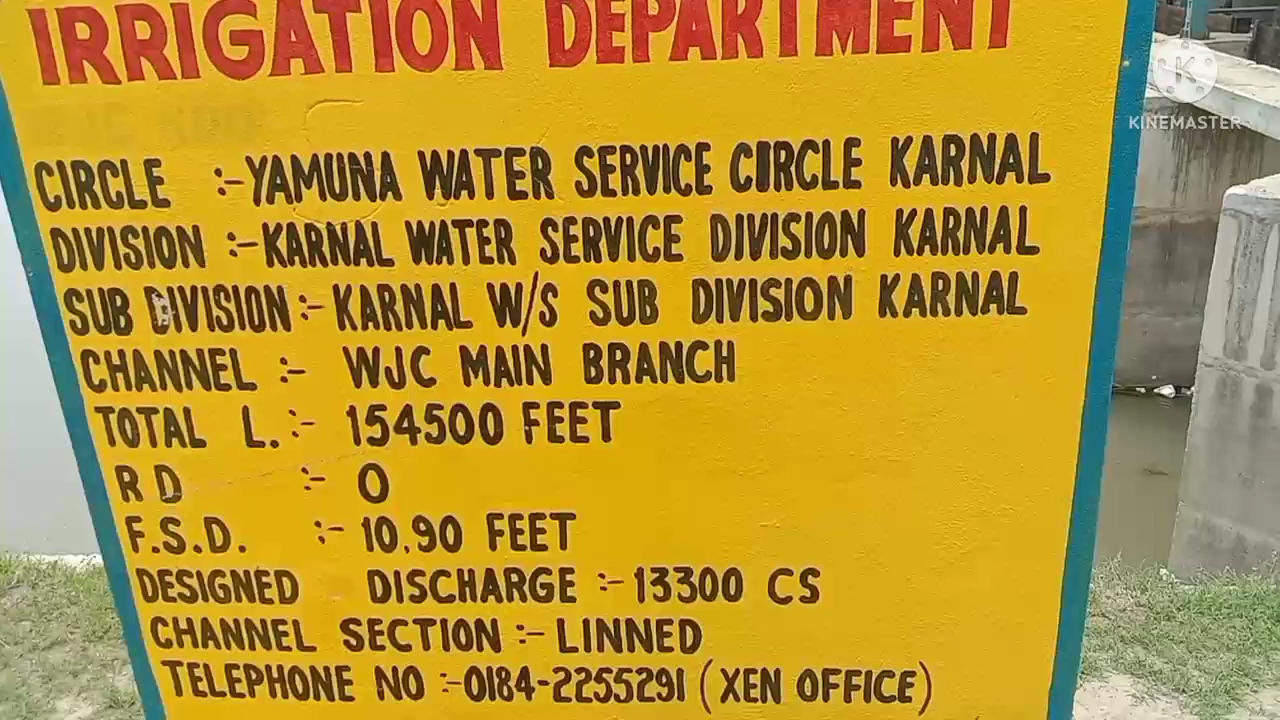 IRRIGATION DEPARTMENT
CIRCLE :-YAMUNA WATER SERVICE CIRCLE KARNAL
DIVISION :-KARNAL WATER SERVICE DIVISION KARNAL
SUB DIVISION:- KARNAL W/S SUB DIVISION KARNAL
CHANNEL :- WJC MAIN BRANCH
TOTAL L.:- 154500 FEET
R D :- 0
F.S.D. :- 10.90 FEET
DESIGNED DISCHARGE :- 13300 CS
CHANNEL SECTION :- LINNED
TELEPHONE NO :-0184-2255291 (XEN OFFICE)
K
KINEMASTER